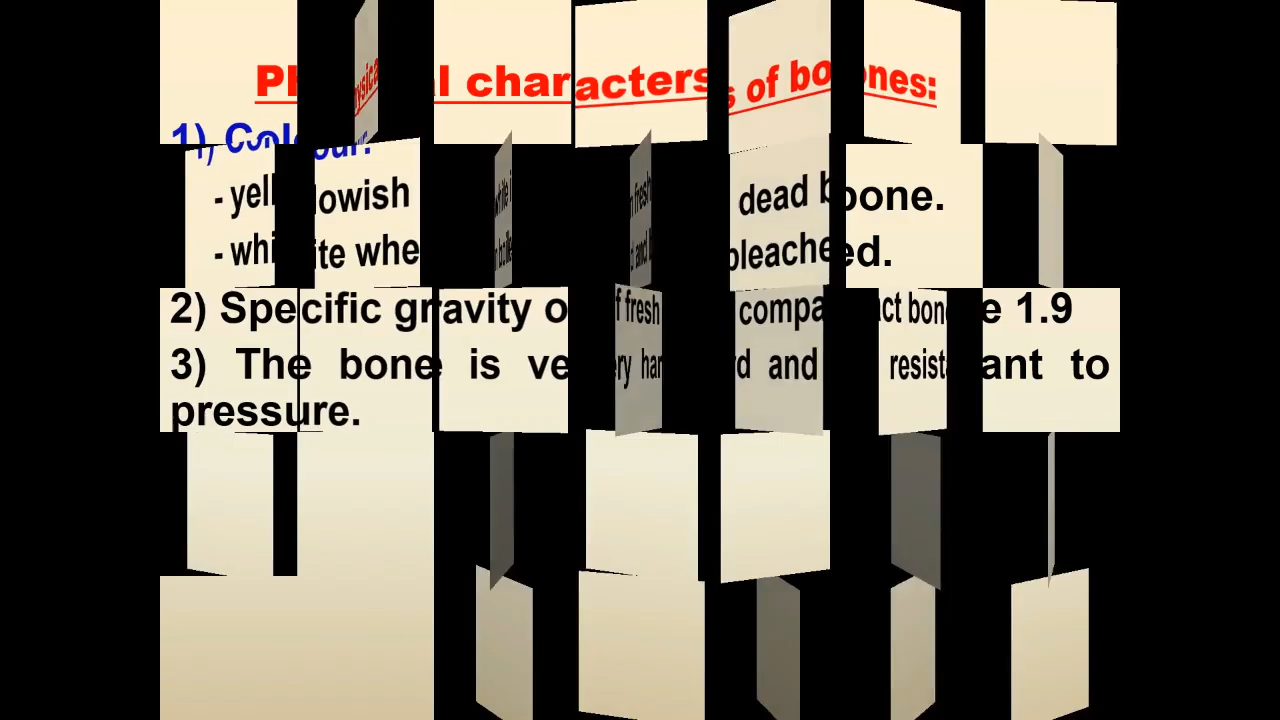 Physical characters of bones:
1) Colour:
- yellowish white in fresh dead bone.
- white when boiled and bleached.
2) Specific gravity of fresh compact bone 1.9
3) The bone is very hard and resistant to
pressure.